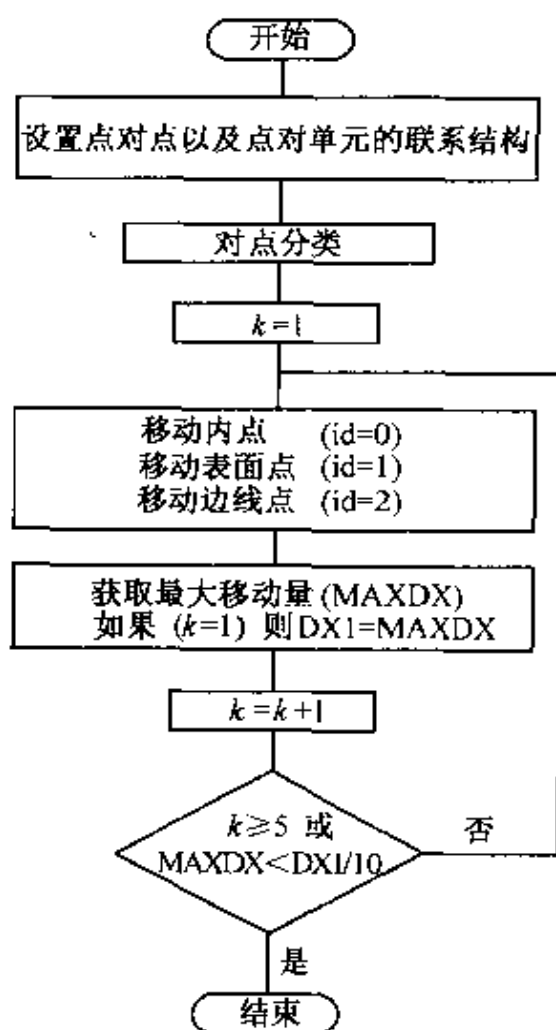 开始
设置点对点以及点对单元的联系结构
对点分类
k=1
移动内点 (id=0)
移动表面点 (id=1)
移动边线点 (id=2)
获取最大移动量(MAXDX)
如果 (k=1) 则DX1=MAXDX
k=k+1
k≥5 或
MAXDX<DX1/10
否
是
结束